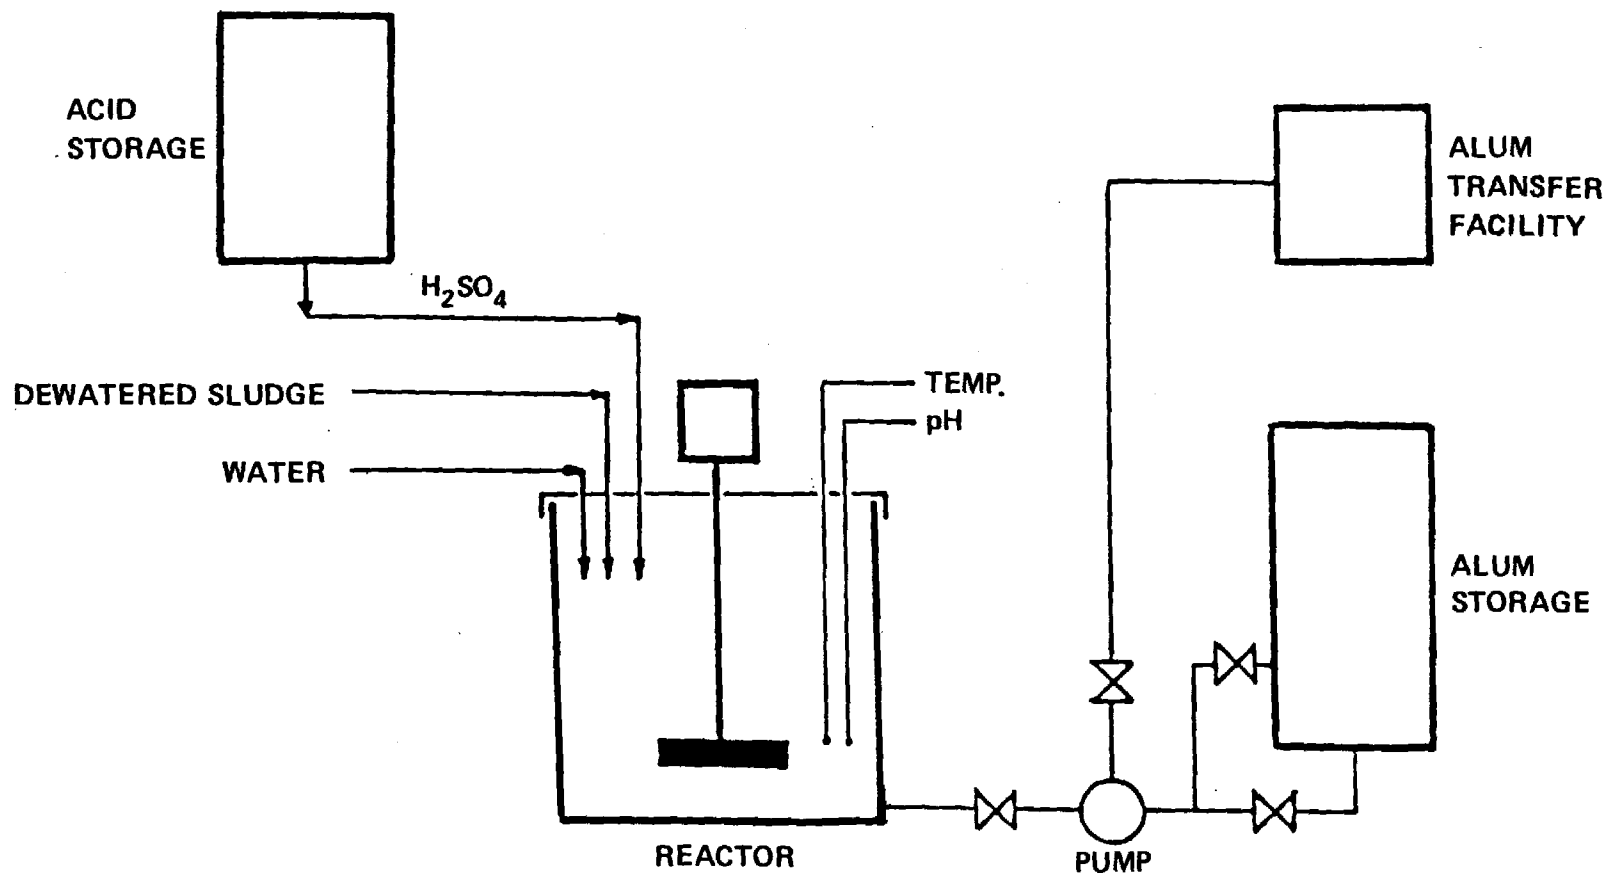 ACID
STORAGE
H₂SO₄
DEWATERED SLUDGE
WATER
TEMP.
pH
ALUM
TRANSFER
FACILITY
ALUM
STORAGE
REACTOR
PUMP